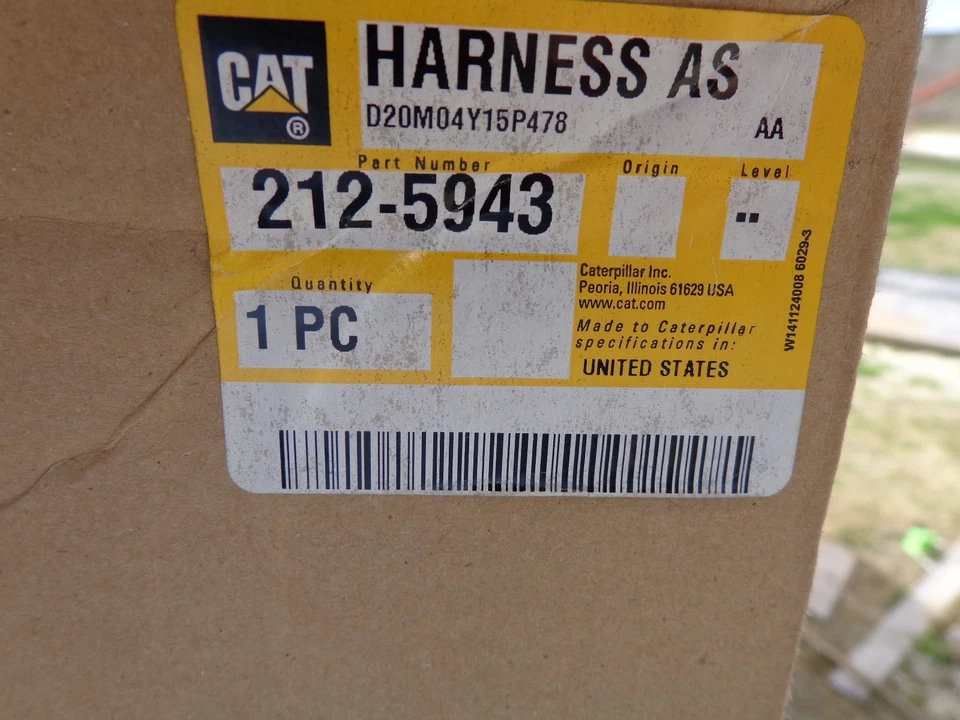 CAT
®
HARNESS AS
D20M04Y15P478
AA
Part Number
Origin
Level
212-5943
--
Quantity
1 PC
Caterpillar Inc.
Peoria, Illinois 61629 USA
www.cat.com
Made to Caterpillar
specifications in:
UNITED STATES
W141124008 6029-3